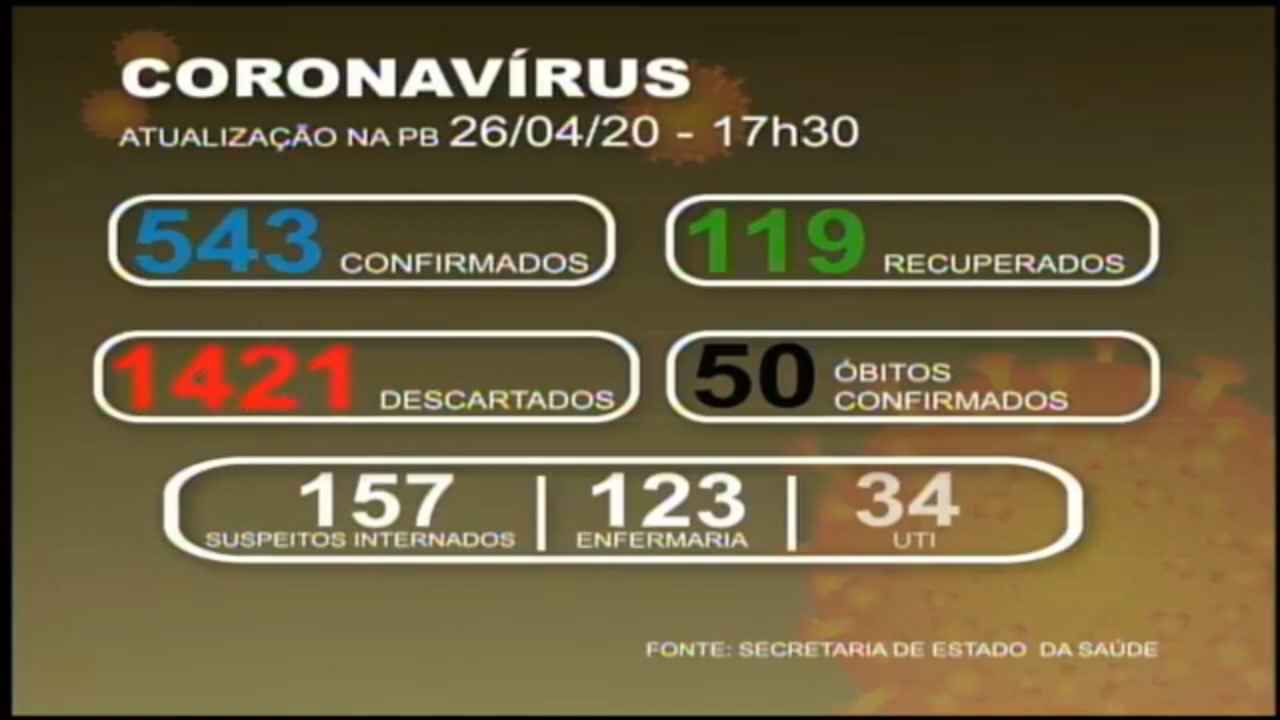 CORONAVÍRUS
ATUALIZAÇÃO NA PB 26/04/20 - 17h30
543 CONFIRMADOS
119 RECUPERADOS
1421 DESCARTADOS
50 ÓBITOS
CONFIRMADOS
157 | 123 | 34
SUSPEITOS INTERNADOS ENFERMARIA UTI
FONTE: SECRETARIA DE ESTADO DA SAÚDE